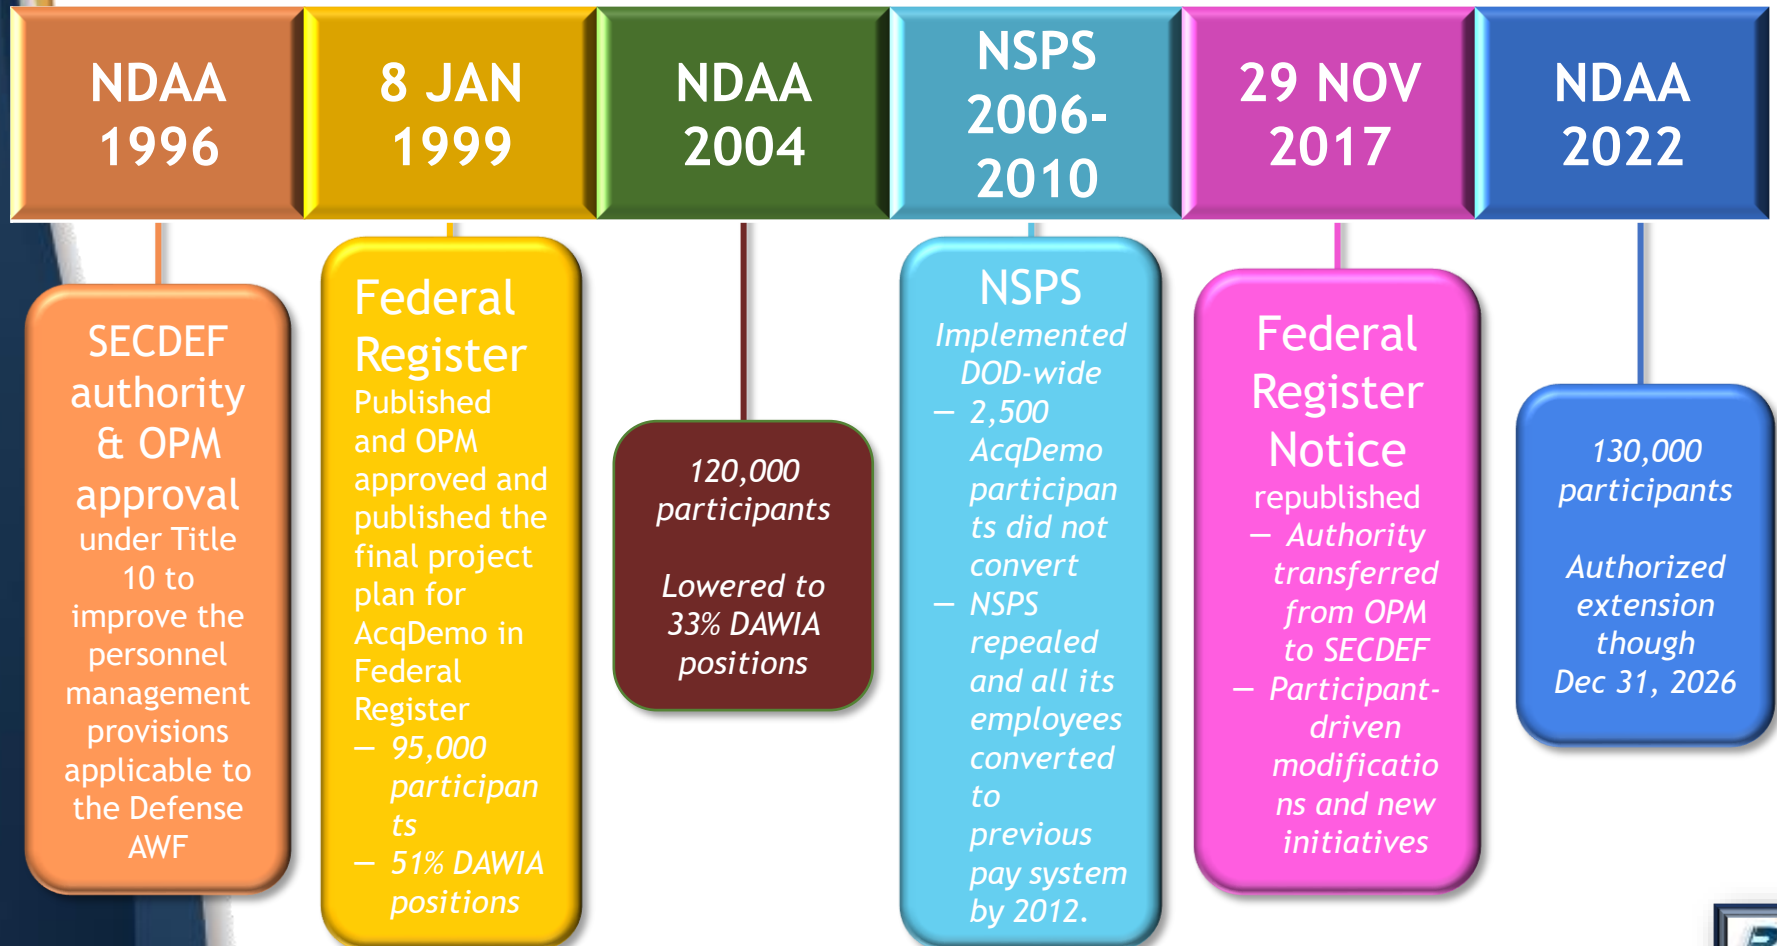 NDAA
1996
8 JAN
1999
NDAA
2004
NSPS
2006-
2010
29 NOV
2017
NDAA
2022
SECDEF
authority
& OPM
approval
under Title
10 to
improve the
personnel
management
provisions
applicable to
the Defense
AWF
Federal
Register
Published
and OPM
approved and
published the
final project
plan for
AcqDemo in
Federal
Register
— 95,000
participan
ts
— 51% DAWIA
positions
120,000
participants
Lowered to
33% DAWIA
positions
NSPS
Implemented
DOD-wide
— 2,500
AcqDemo
participan
ts did not
convert
— NSPS
repealed
and all its
employees
converted
to
previous
pay system
by 2012.
Federal
Register
Notice
republished
— Authority
transferred
from OPM
to SECDEF
— Participant-
driven
modificatio
ns and new
initiatives
130,000
participants
Authorized
extension
though
Dec 31, 2026